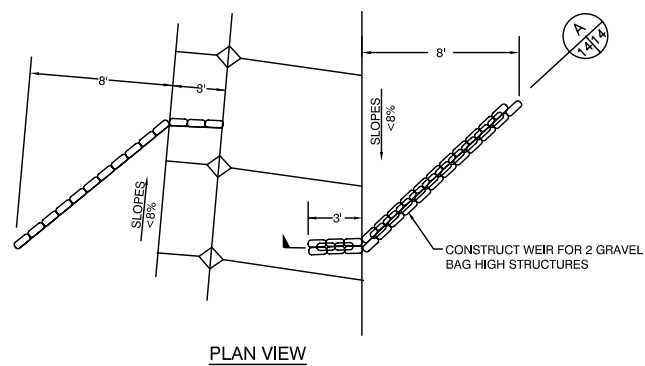 A
14 14
8'
8'
3'
SLOPES
<8%
SLOPES
<8%
3'
CONSTRUCT WEIR FOR 2 GRAVEL
BAG HIGH STRUCTURES
PLAN VIEW